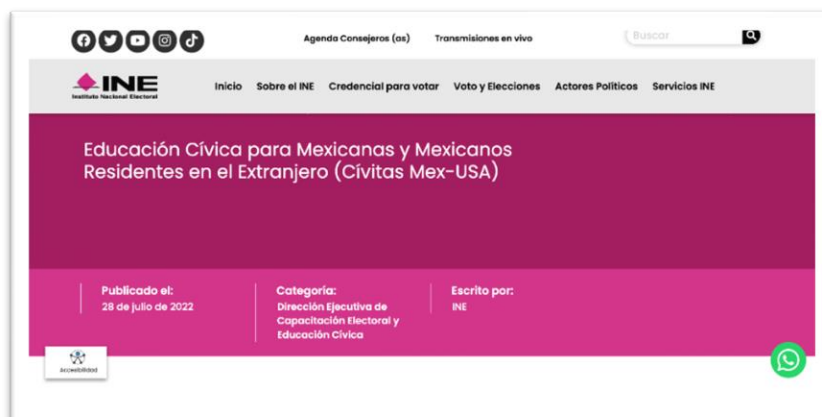 Agenda Consejeros (as) Transmisiones en vivo Buscar
INE
Instituto Nacional Electoral
Inicio Sobre el INE Credencial para votar Voto y Elecciones Actores Políticos Servicios INE
Educación Cívica para Mexicanas y Mexicanos
Residentes en el Extranjero (Cívitas Mex-USA)
Publicado el:
28 de julio de 2022
Categoría:
Dirección Ejecutiva de
Capacitación Electoral y
Educación Cívica
Escrito por:
INE
Accesibilidad